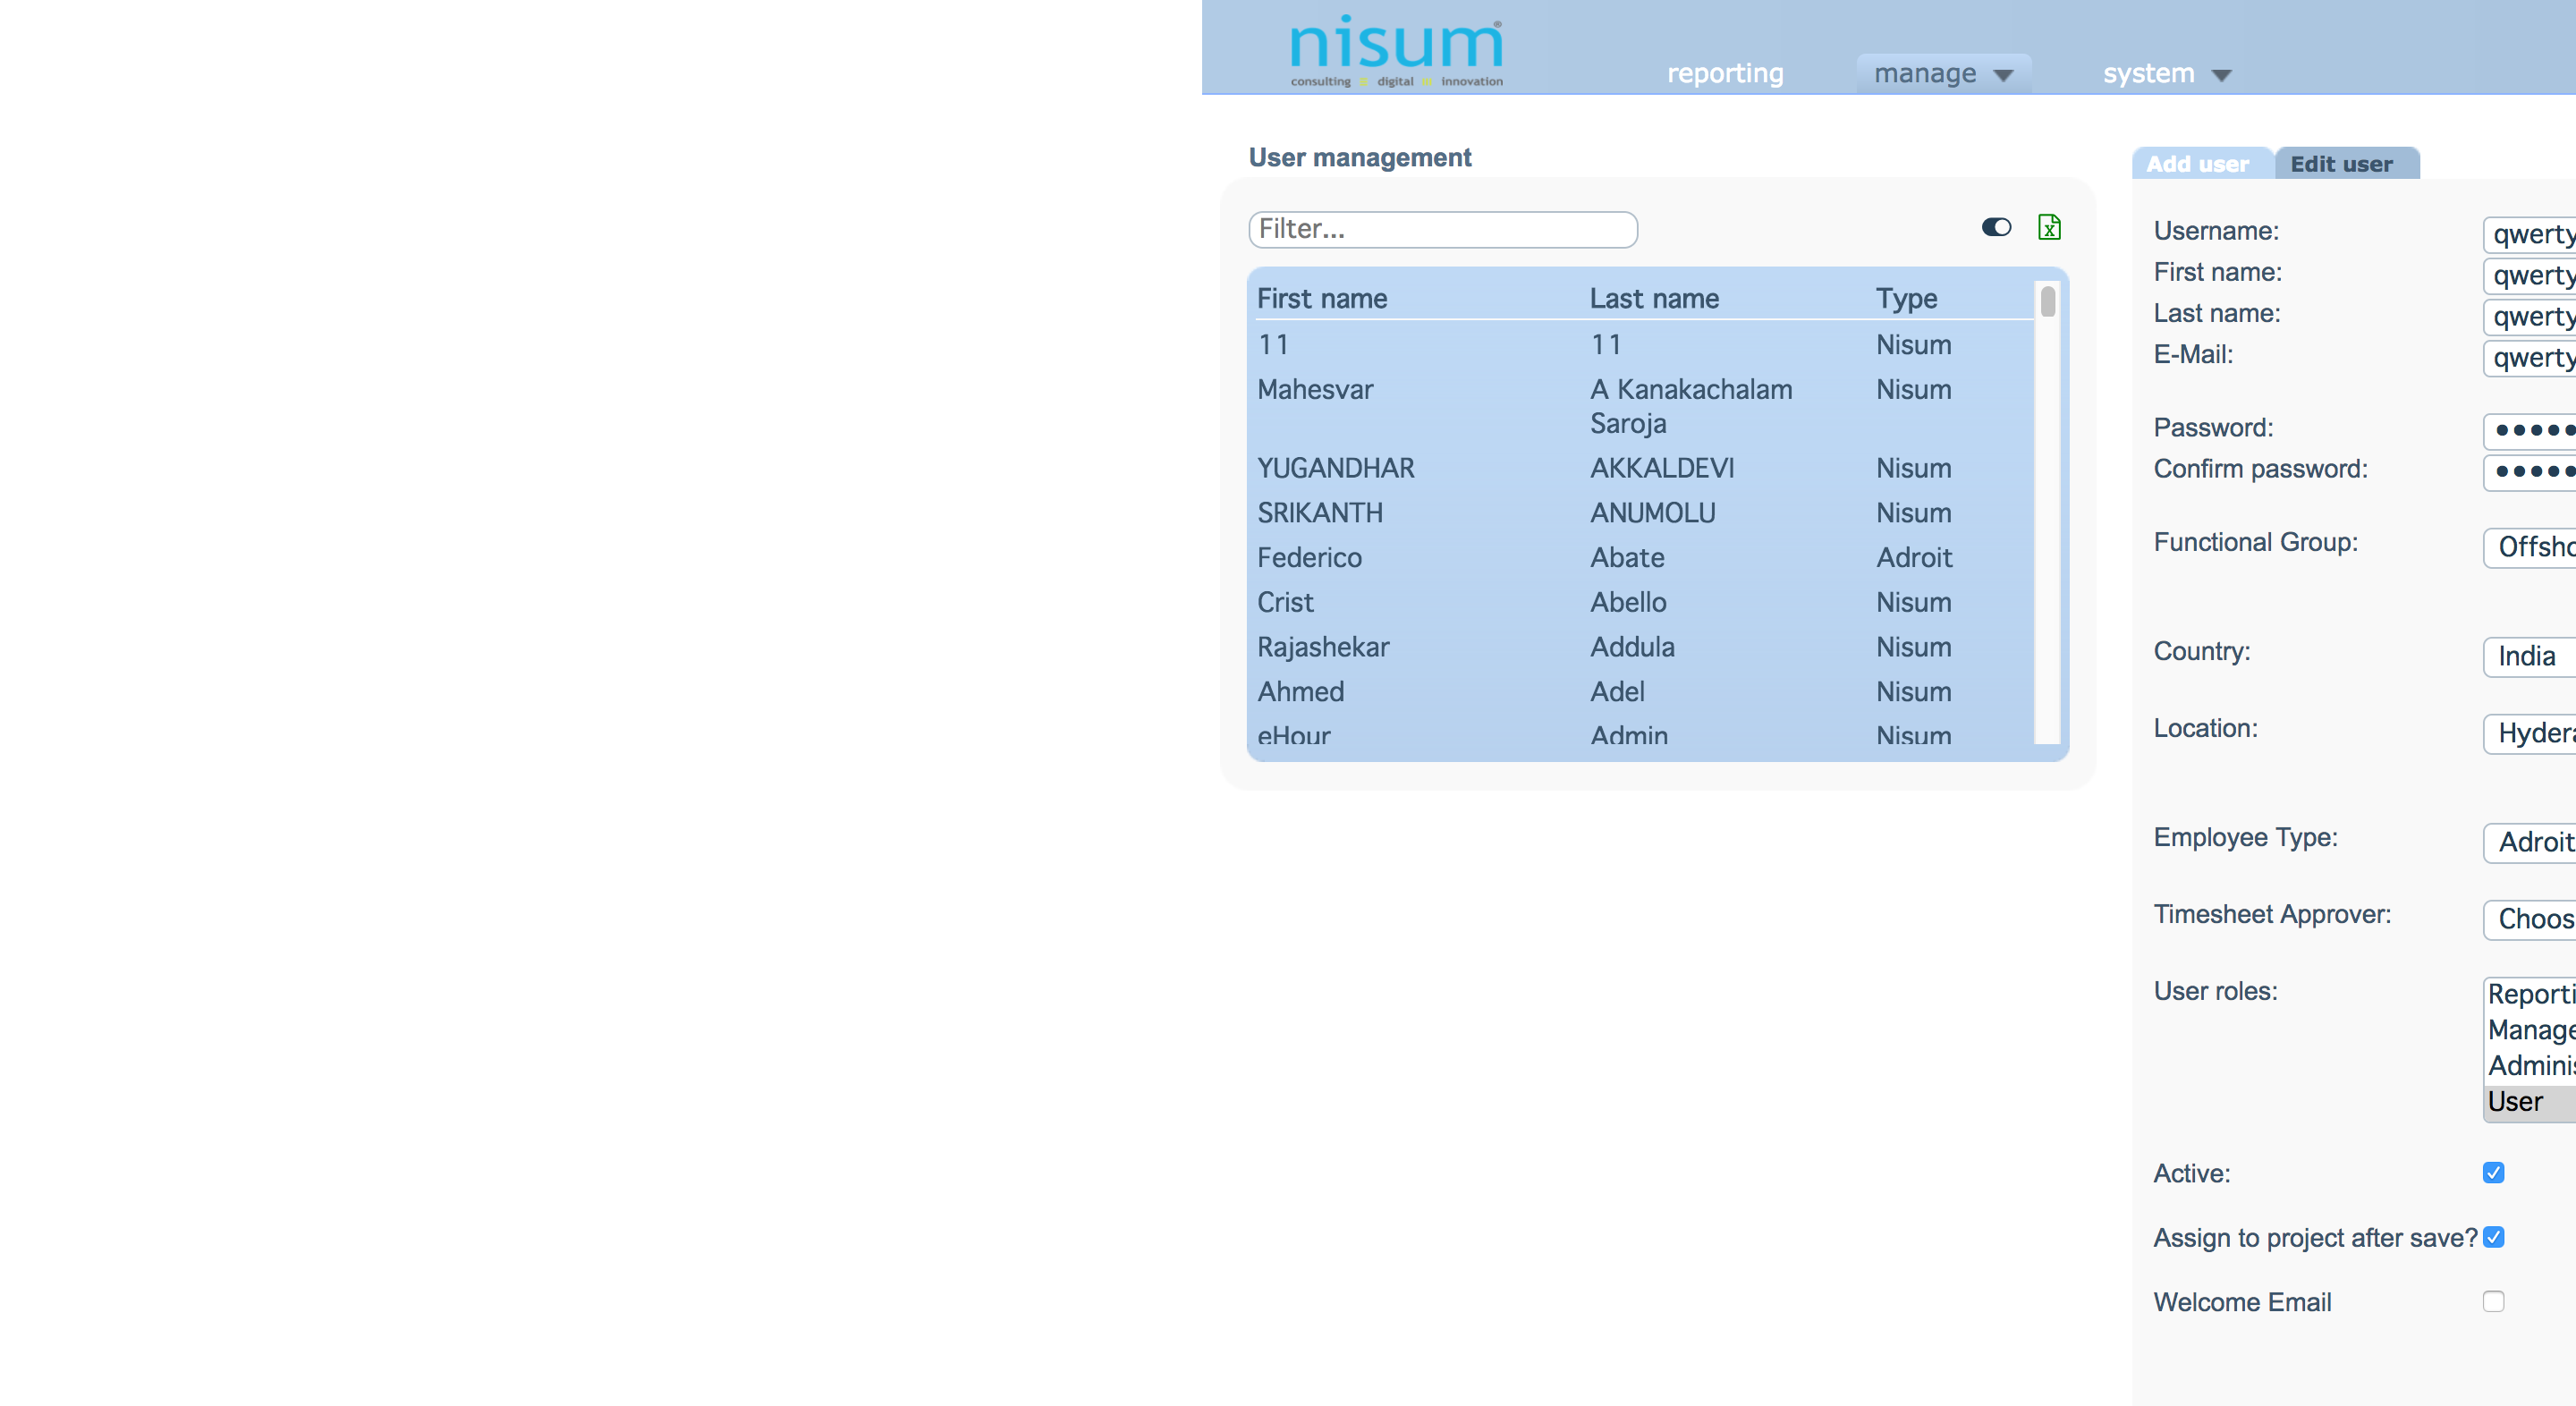 nisum®
consulting = digital = innovation
reporting
manage
system
User management
Filter...
First name Last name Type
11 11 Nisum
Mahesvar A Kanakachalam Nisum
Saroja
YUGANDHAR AKKALDEVI Nisum
SRIKANTH ANUMOLU Nisum
Federico Abate Adroit
Crist Abello Nisum
Rajashekar Addula Nisum
Ahmed Adel Nisum
eHour Admin Nisum
Add user Edit user
Username: qwerty
First name: qwerty
Last name: qwerty
E-Mail: qwerty
Password: •••••
Confirm password: •••••
Functional Group: Offsho
Country: India
Location: Hydera
Employee Type: Adroit
Timesheet Approver: Choos
User roles: Reporti
Manage
Adminis
User
Active:
Assign to project after save?
Welcome Email